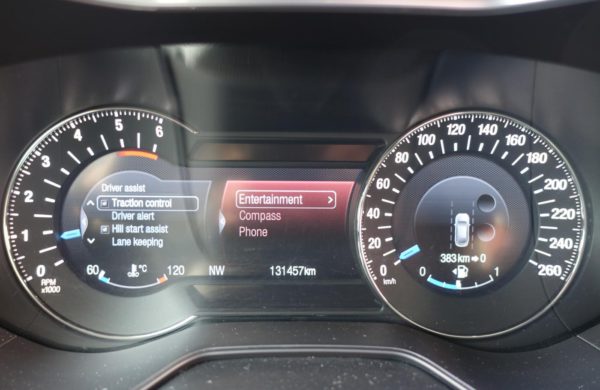 0
1
2
3
4
5
6
RPM
x1000
Driver assist
Traction control
Driver alert
Hill start assist
Lane keeping
60 °C 120
Entertainment >
Compass
Phone
NW 131457km
0
20
40
60
80
100
120
140
160
180
200
220
240
260
km/h
383 km → 0
0 1